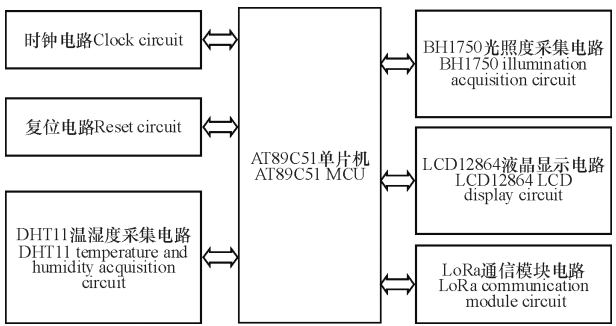 时钟电路Clock circuit
复位电路Reset circuit
DHT11温湿度采集电路
DHT11 temperature and
humidity acquisition
circuit
AT89C51单片机
AT89C51 MCU
BH1750光照度采集电路
BH1750 illumination
acquisition circuit
LCD12864液晶显示电路
LCD12864 LCD
display circuit
LoRa通信模块电路
LoRa communication
module circuit